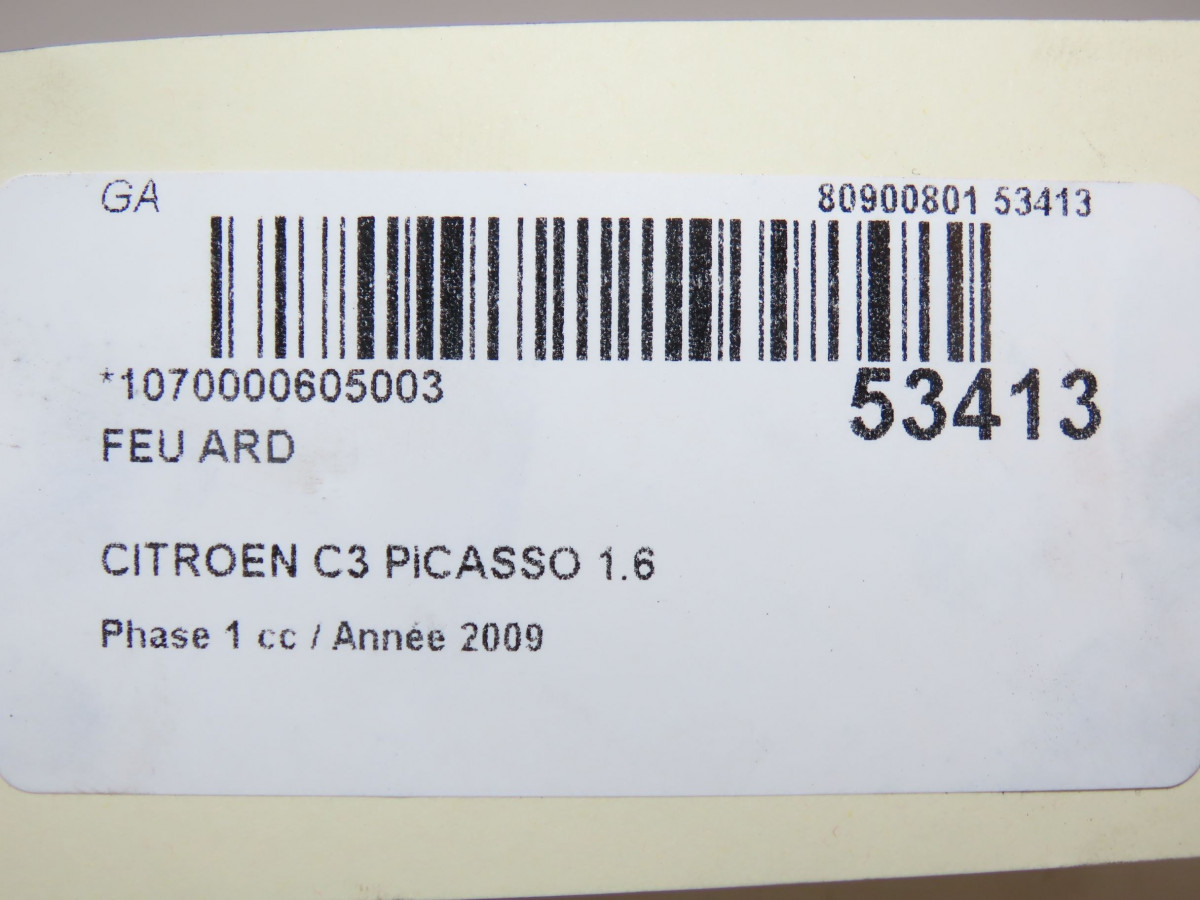 GA 80900801 53413
*1070000605003 53413
FEU ARD
CITROEN C3 PICASSO 1.6
Phase 1 cc / Année 2009